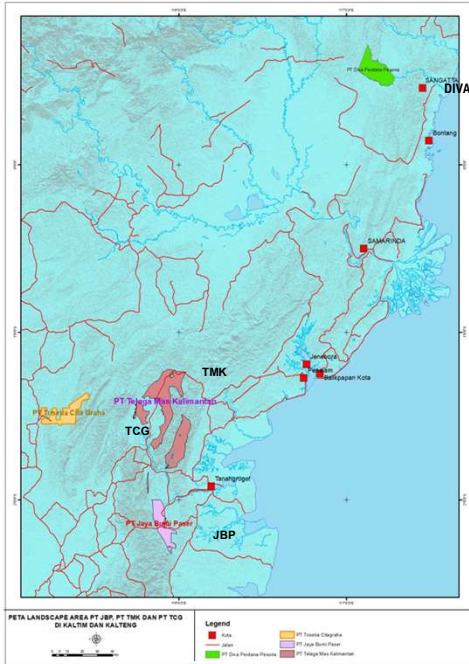 PT Diva Perdana Pesona
SANGATTA
DIVA
Bontang
SAMARINDA
Jenebora
Penajam
Balikpapan Kota
TMK
PT Telaga Mas Kalimantan
PT Trisetia Cita Graha
TCG
Tanahgrogot
PT Jaya Bumi Paser
JBP
PETA LANDSCAPE AREA PT JBP, PT TMK DAN PT TCG
DI KALTIM DAN KALTENG
Legend
Kota
Jalan
PT Diva Perdana Pesona
PT Trisetia Citagraha
PT Jaya Bumi Paser
PT Telaga Mas Kalimantan